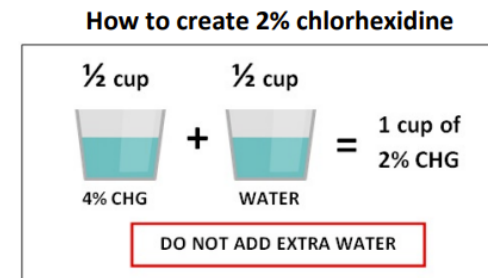 How to create 2% chlorhexidine
½ cup ½ cup
+ = 1 cup of
2% CHG
4% CHG WATER
DO NOT ADD EXTRA WATER